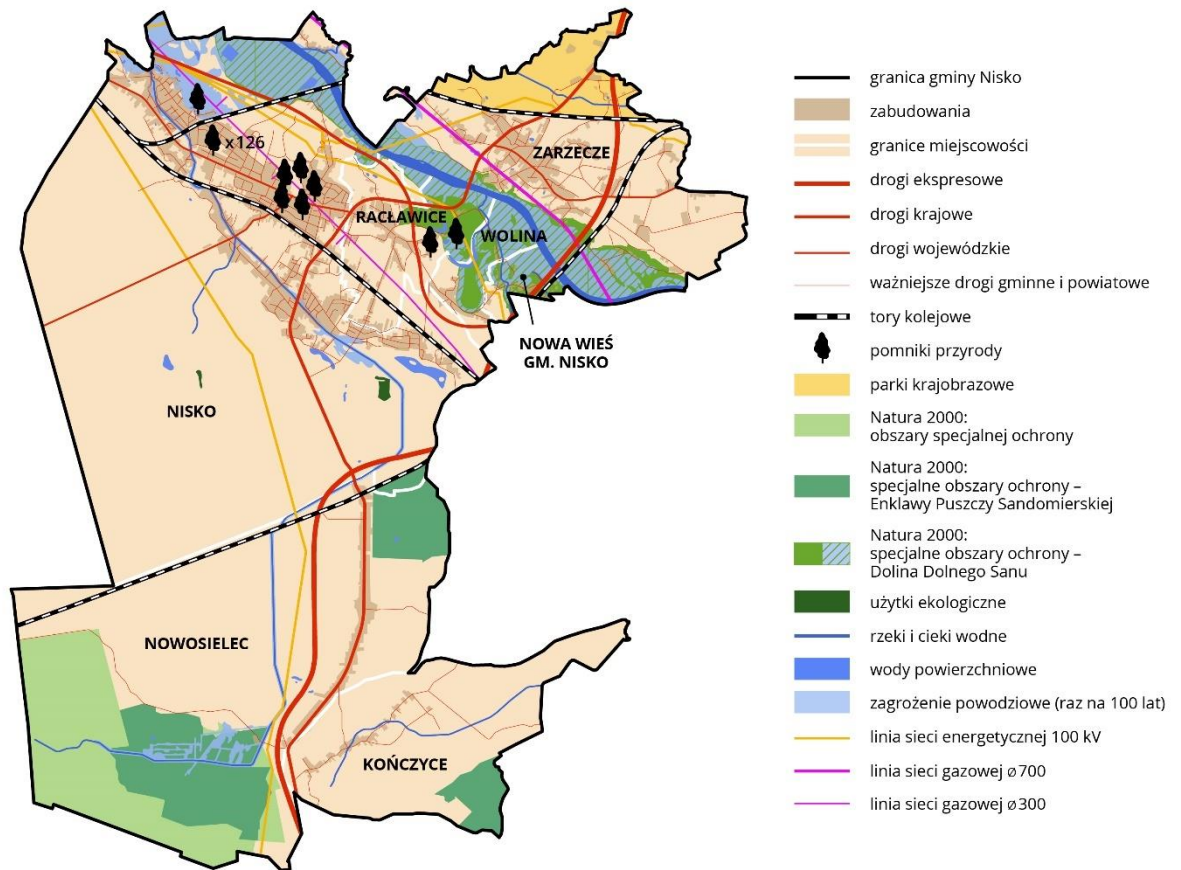 x126
ZARZECZE
RACŁAWICE
WOLINA
NOWA WIEŚ
GM. NISKO
NISKO
NOWOSIELEC
KOŃCZYCE
granica gminy Nisko
zabudowania
granice miejscowości
drogi ekspresowe
drogi krajowe
drogi wojewódzkie
ważniejsze drogi gminne i powiatowe
tory kolejowe
pomniki przyrody
parki krajobrazowe
Natura 2000:
obszary specjalnej ochrony
Natura 2000:
specjalne obszary ochrony –
Enklawy Puszczy Sandomierskiej
Natura 2000:
specjalne obszary ochrony –
Dolina Dolnego Sanu
użytki ekologiczne
rzeki i cieki wodne
wody powierzchniowe
zagrożenie powodziowe (raz na 100 lat)
linia sieci energetycznej 100 kV
linia sieci gazowej ø700
linia sieci gazowej ø300